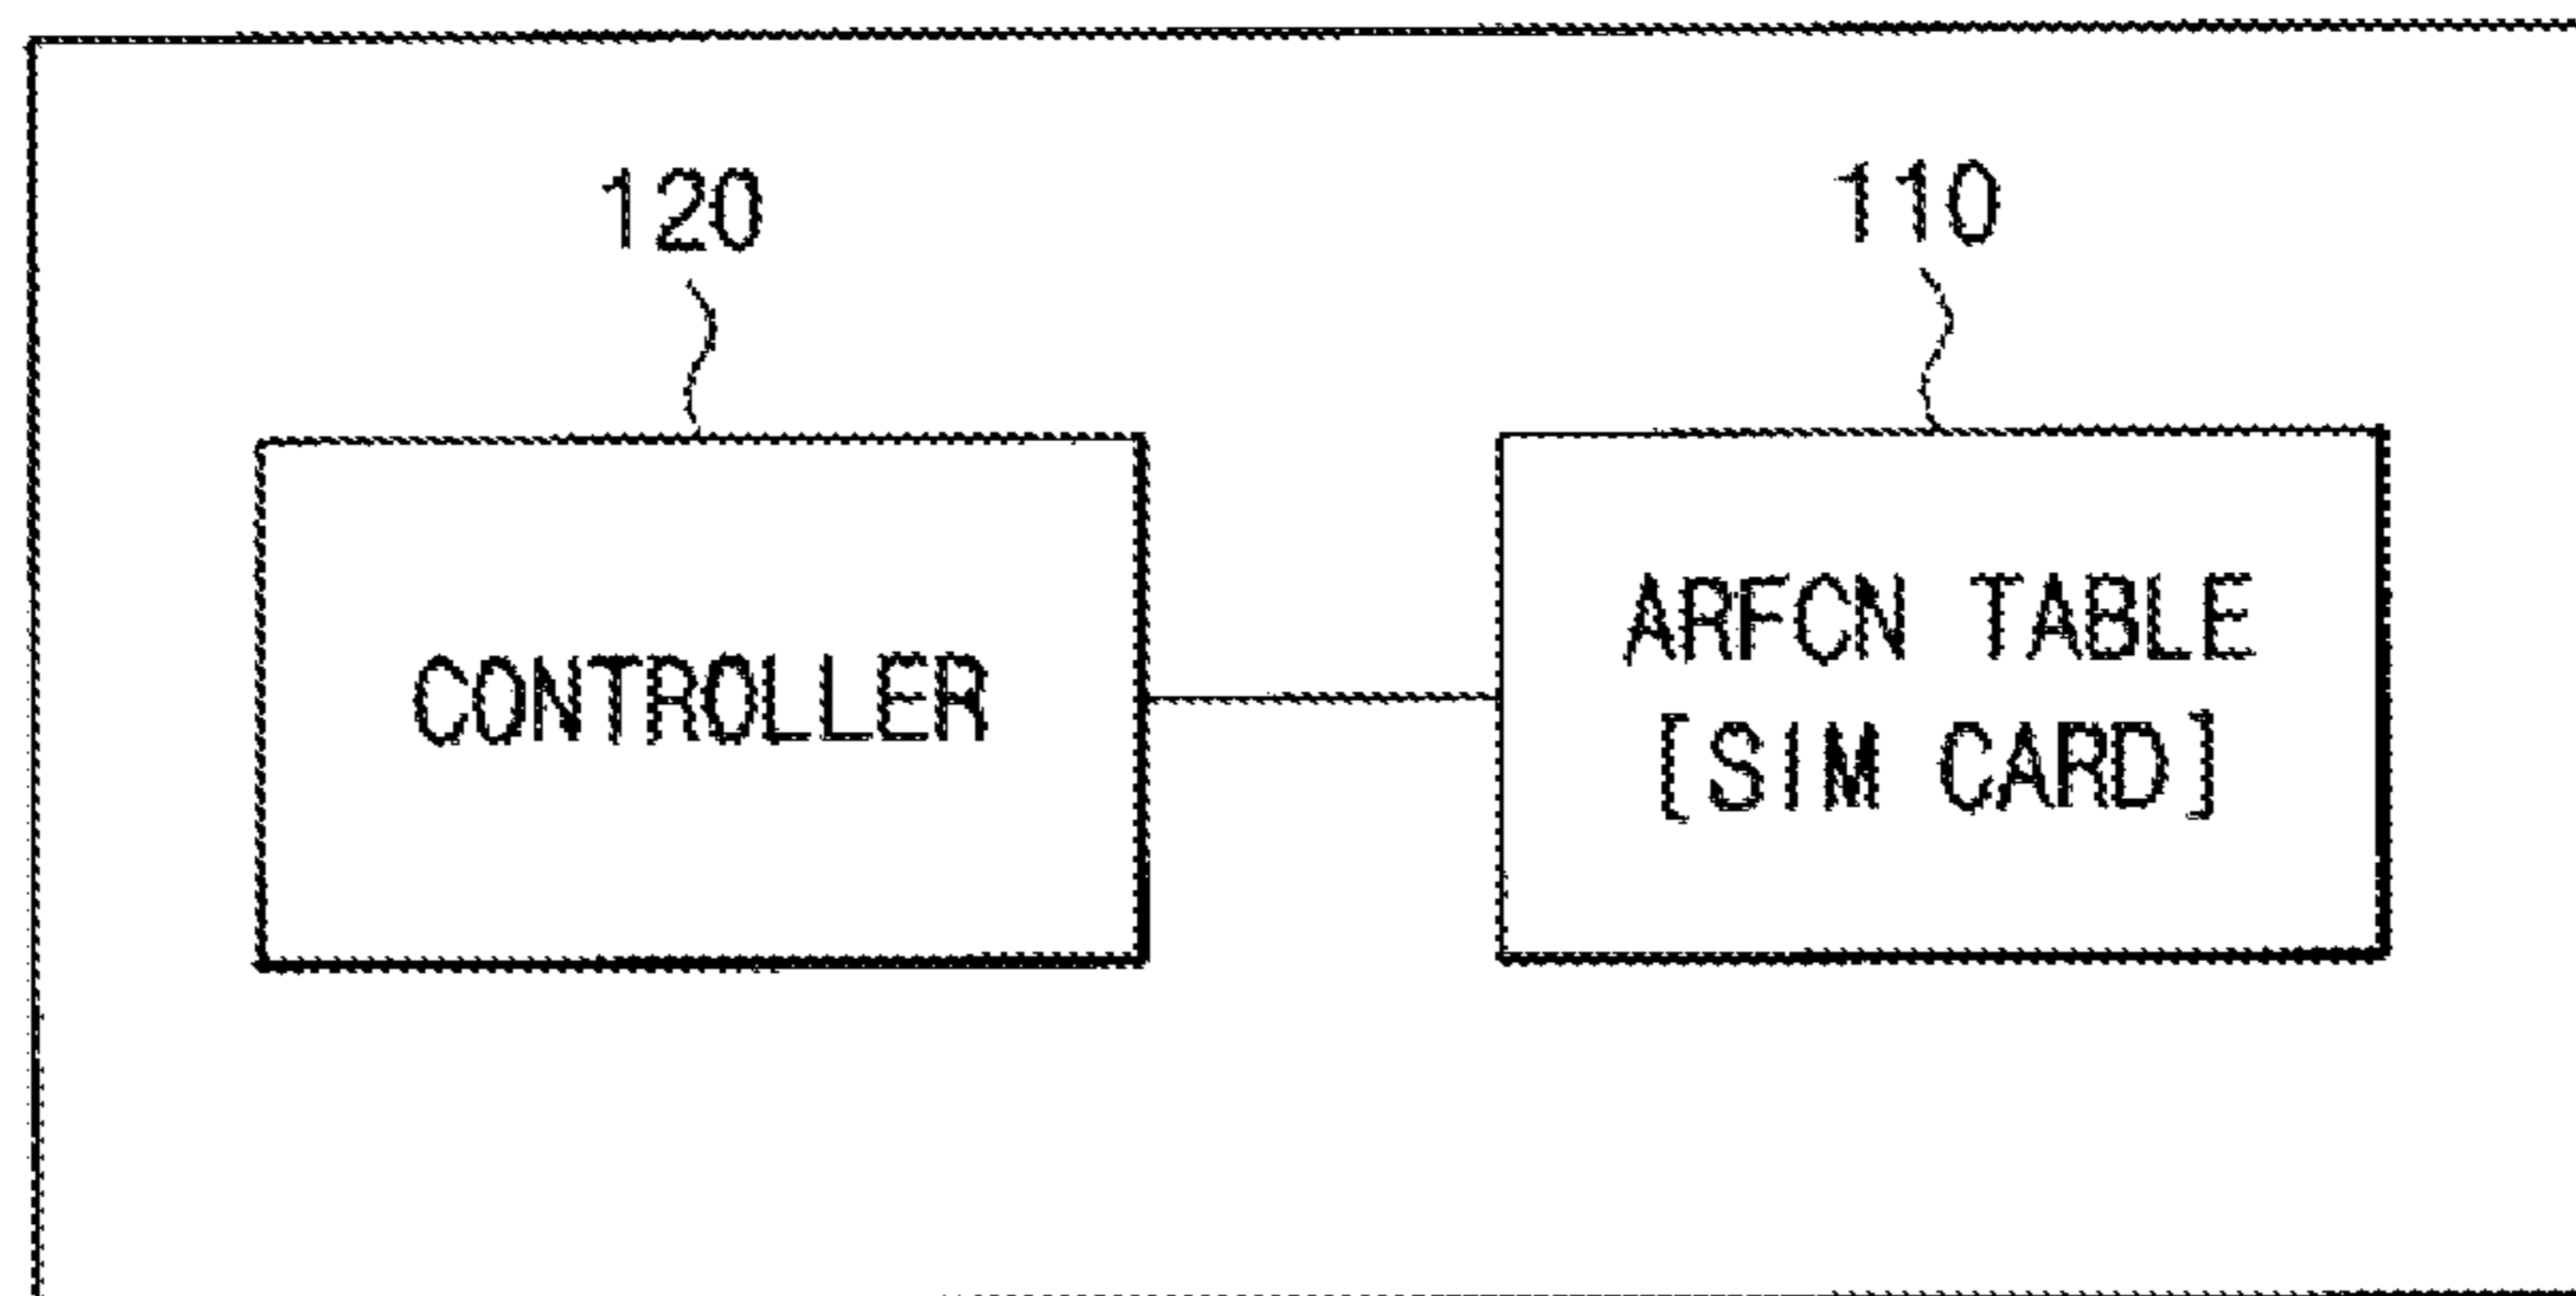 120
110
CONTROLLER
ARFCN TABLE
[SIM CARD]